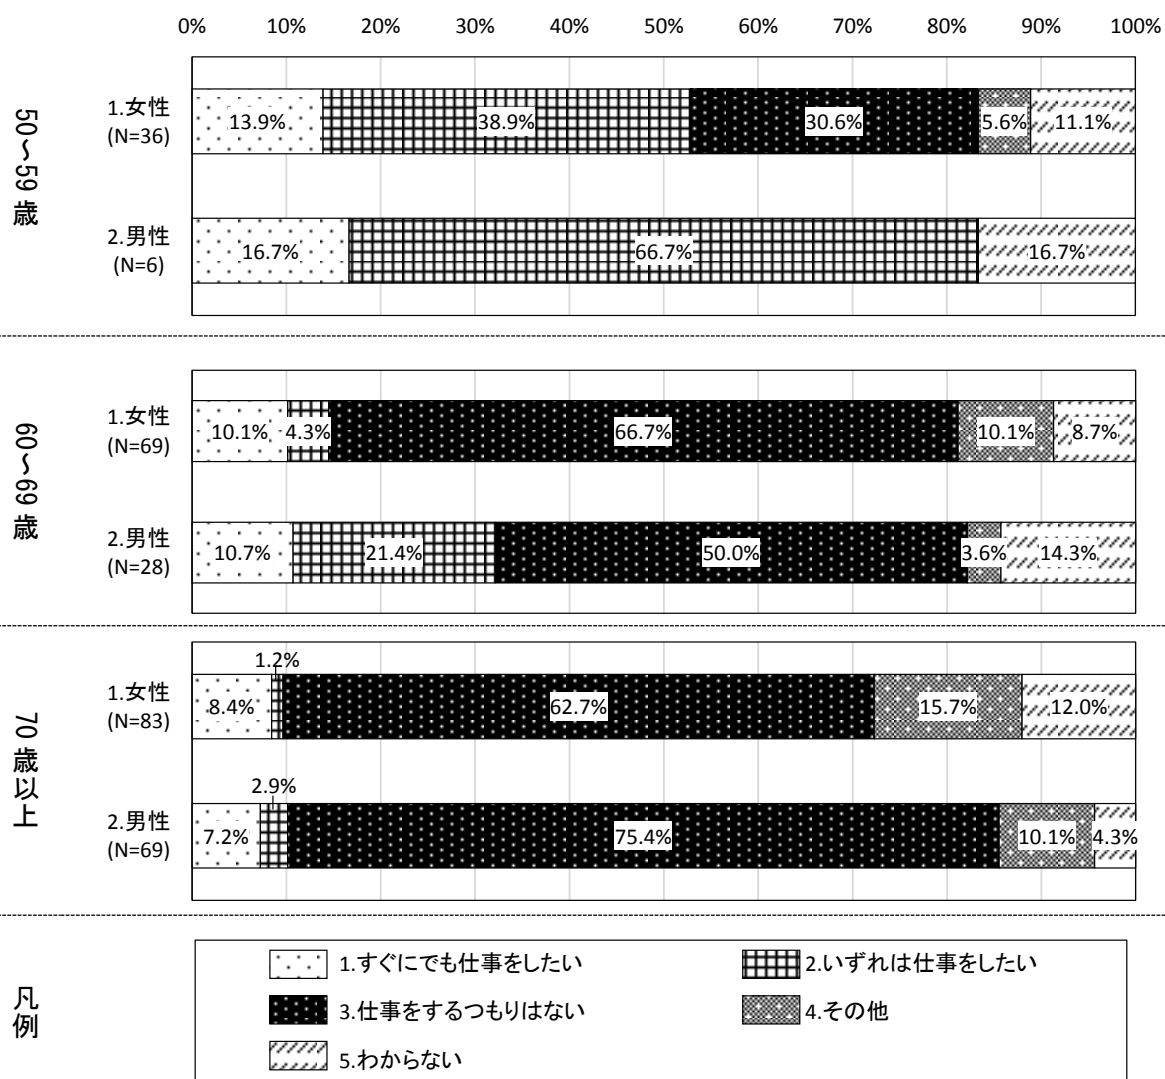 0% 10% 20% 30% 40% 50% 60% 70% 80% 90% 100%
50～59歳
1.女性
(N=36)
13.9% 38.9% 30.6% 5.6% 11.1%
2.男性
(N=6)
16.7% 66.7% 16.7%
60～69歳
1.女性
(N=69)
10.1% 4.3% 66.7% 10.1% 8.7%
2.男性
(N=28)
10.7% 21.4% 50.0% 3.6% 14.3%
70歳以上
1.2%
1.女性
(N=83)
8.4% 62.7% 15.7% 12.0%
2.9%
2.男性
(N=69)
7.2% 75.4% 10.1% 4.3%
凡例
1.すぐにでも仕事をしたい 2.いずれは仕事をしたい
3.仕事をするつもりはない 4.その他
5.わからない